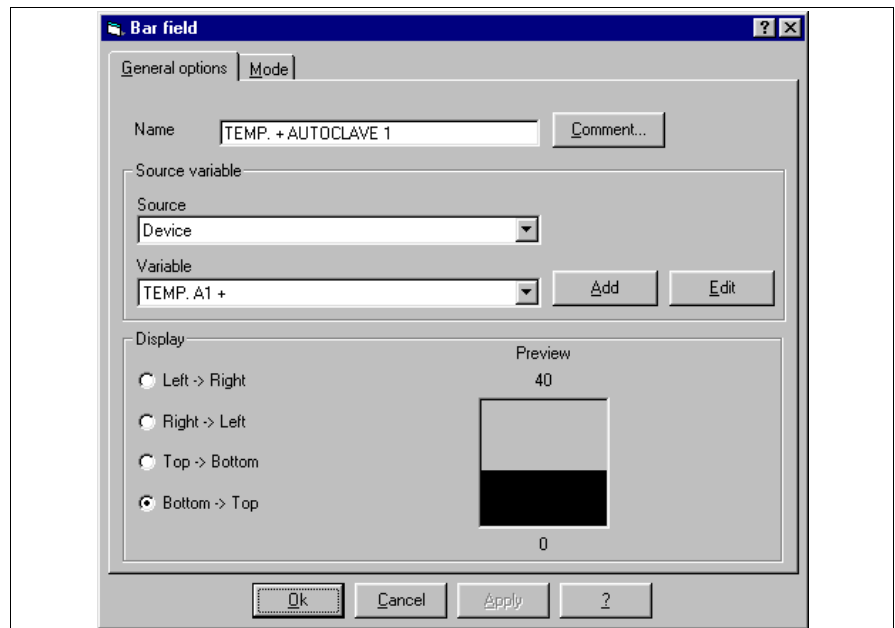 Bar field
General options Mode
Name TEMP. + AUTOCLAVE 1 Comment...
Source variable
Source
Device
Variable
TEMP. A1 + Add Edit
Display
Preview
Left -> Right 40
Right -> Left
Top -> Bottom
Bottom -> Top
0
Ok Cancel Apply ?